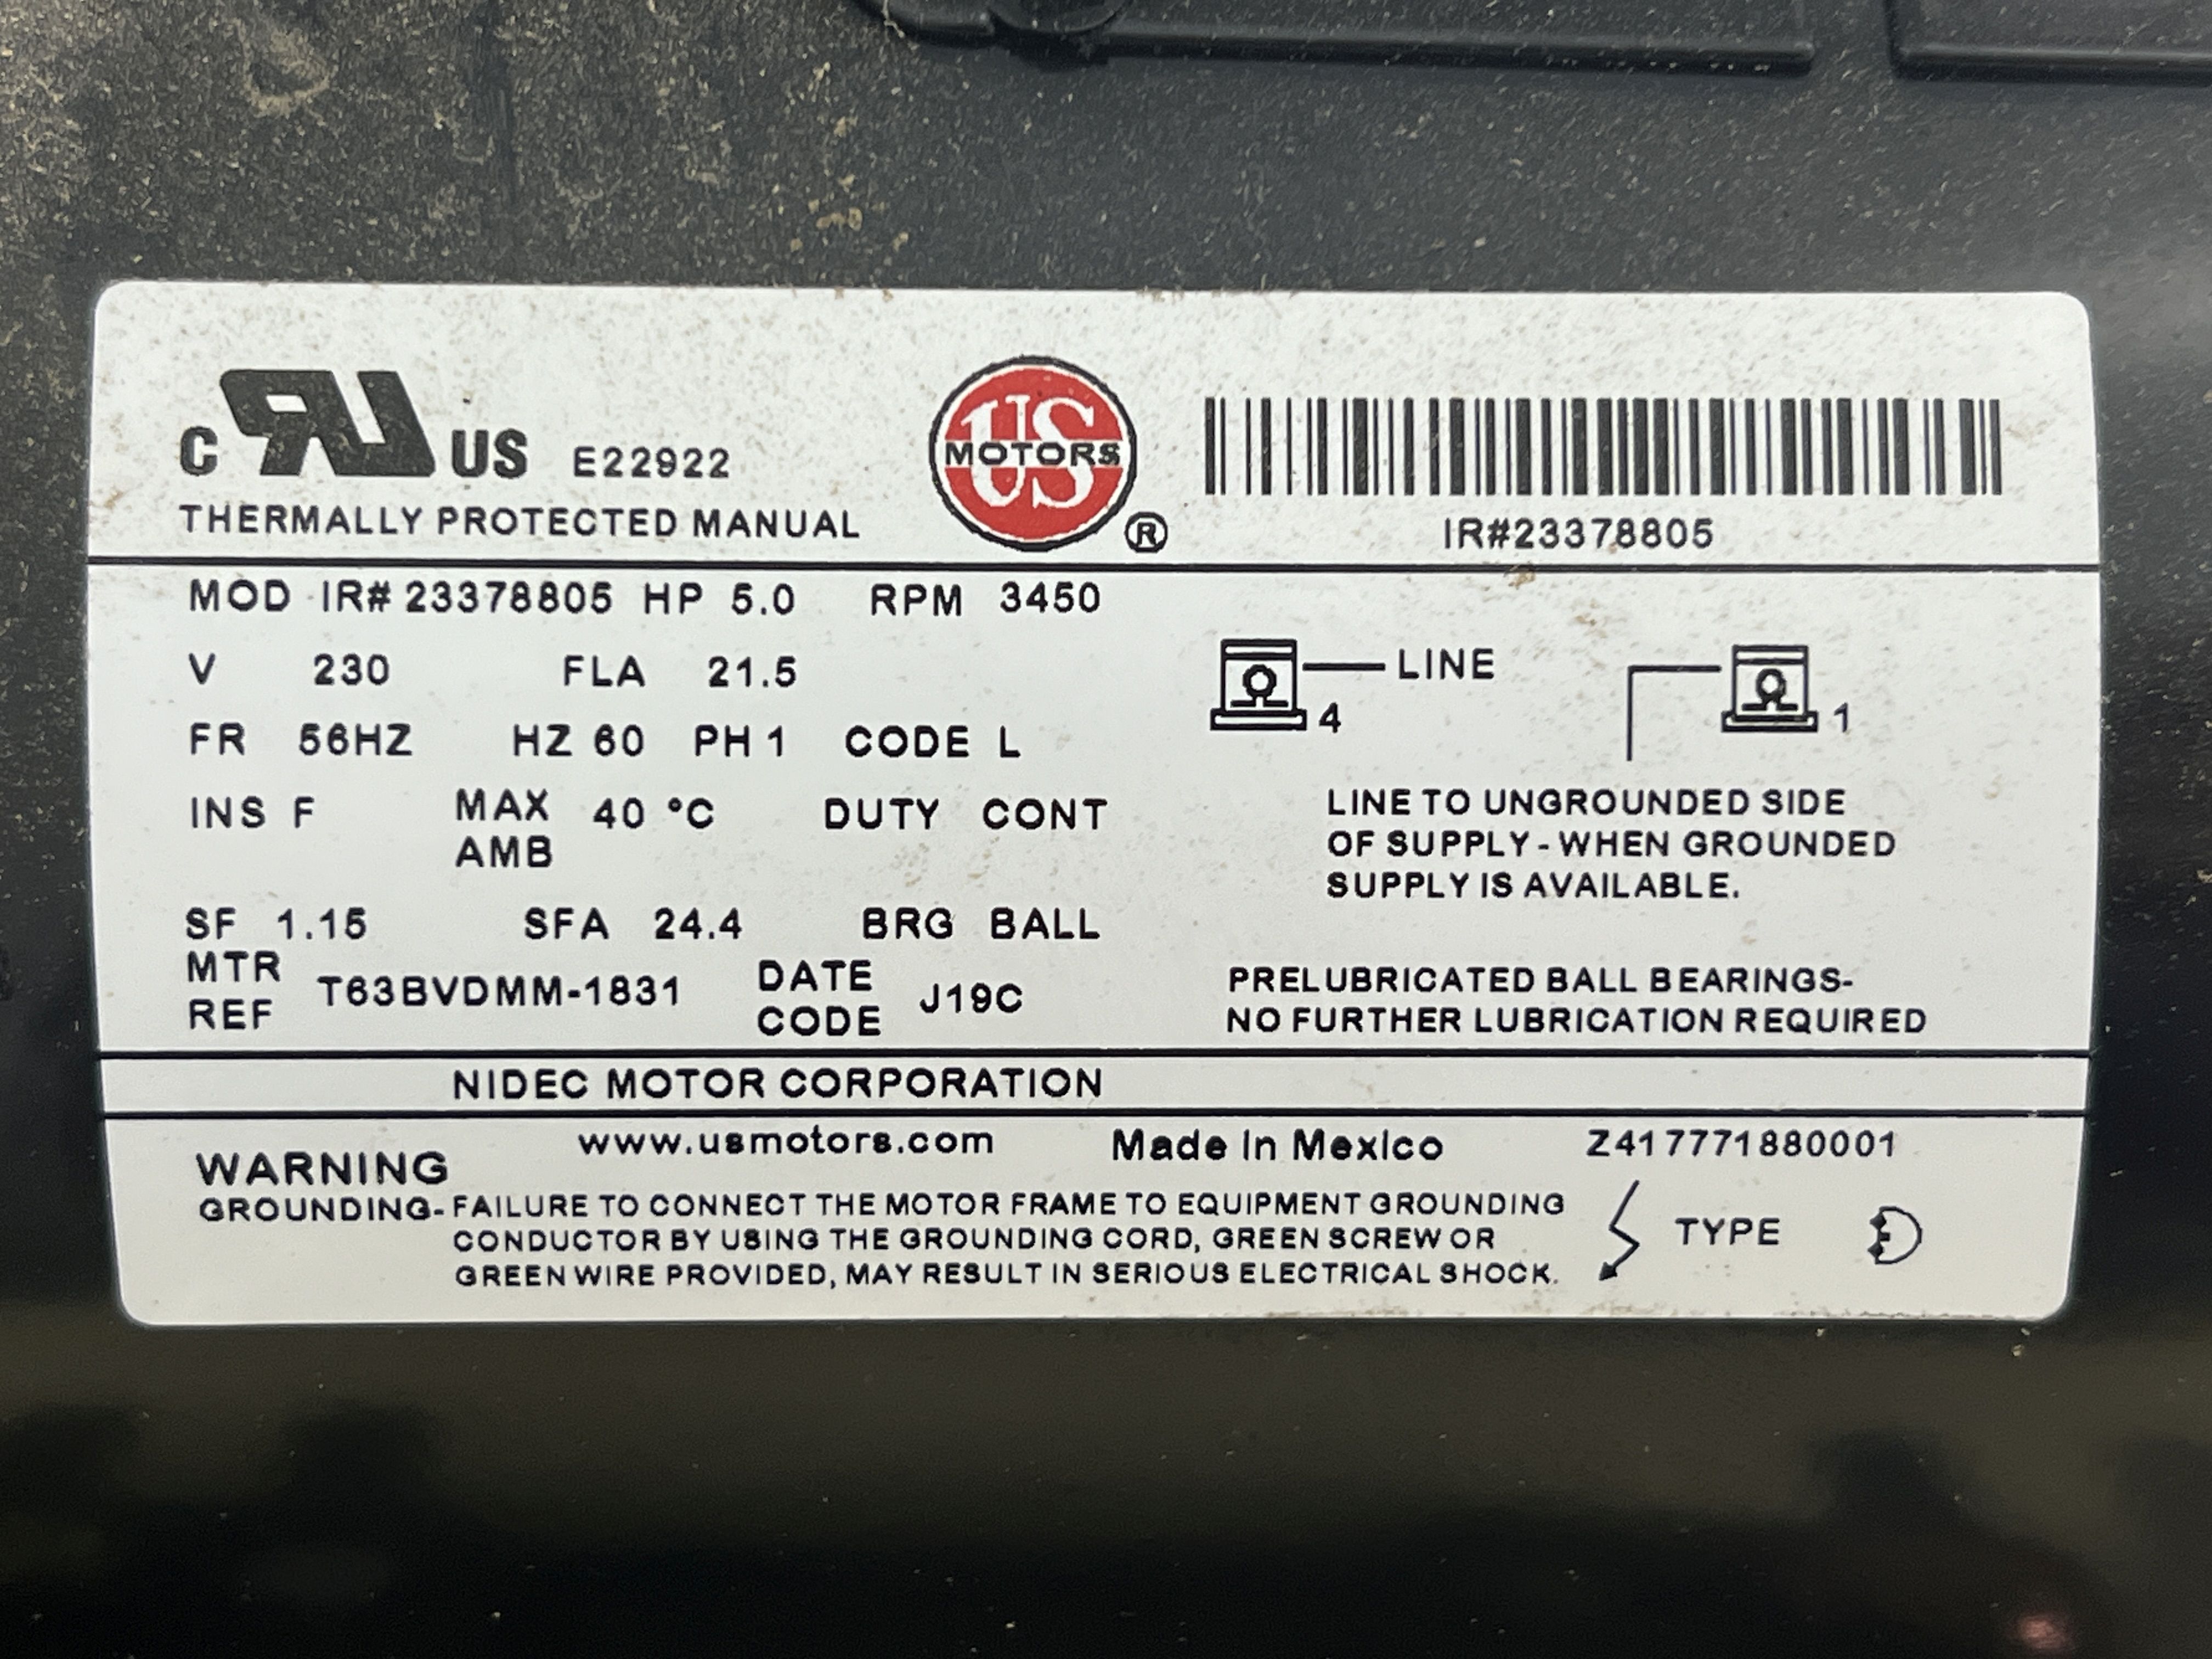 C RU US E22922
THERMALLY PROTECTED MANUAL
US
MOTORS
®
IR#23378805
MOD IR# 23378805 HP 5.0 RPM 3450
V 230 FLA 21.5
FR 56HZ HZ 60 PH 1 CODE L
INS F MAX AMB 40 °C DUTY CONT
SF 1.15 SFA 24.4 BRG BALL
MTR REF T63BVDMM-1831 DATE CODE J19C
4 LINE
1
LINE TO UNGROUNDED SIDE
OF SUPPLY - WHEN GROUNDED
SUPPLY IS AVAILABLE.
PRELUBRICATED BALL BEARINGS-
NO FURTHER LUBRICATION REQUIRED
NIDEC MOTOR CORPORATION
www.usmotors.com Made In Mexico Z417771880001
WARNING
GROUNDING- FAILURE TO CONNECT THE MOTOR FRAME TO EQUIPMENT GROUNDING
CONDUCTOR BY USING THE GROUNDING CORD, GREEN SCREW OR
GREEN WIRE PROVIDED, MAY RESULT IN SERIOUS ELECTRICAL SHOCK.
TYPE